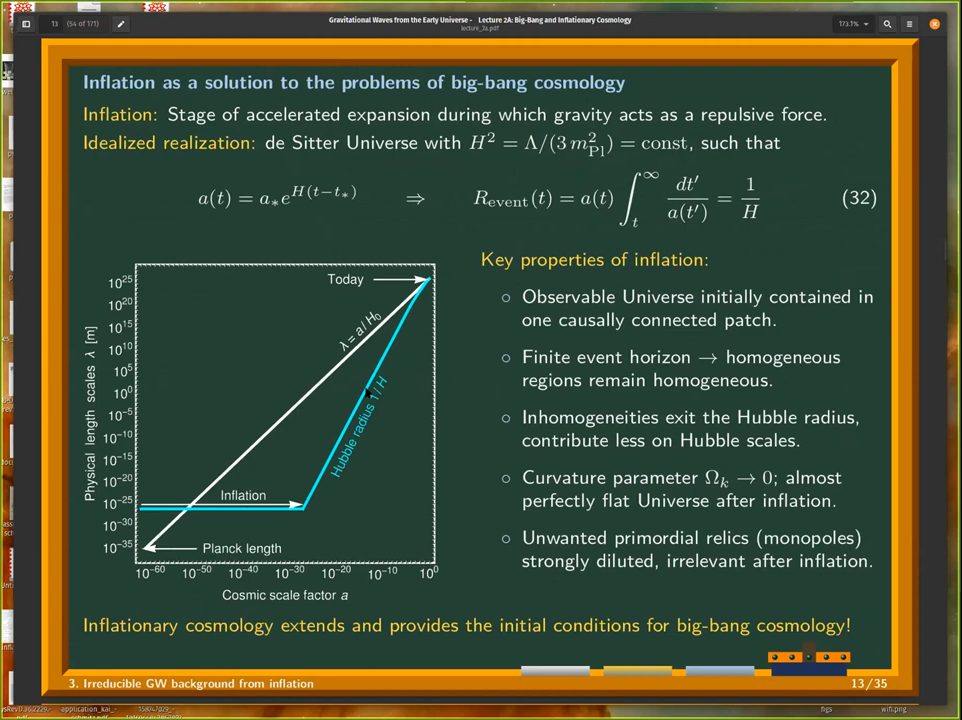 13 (54 of 171)
Gravitational Waves from the Early Universe - Lecture 2A: Big-Bang and Inflationary Cosmology
lecture_2a.pdf
173.1%
Inflation as a solution to the problems of big-bang cosmology
Inflation: Stage of accelerated expansion during which gravity acts as a repulsive force.
Idealized realization: de Sitter Universe with H² = Λ/(3 m²_Pl) = const, such that
a(t) = a_* e^{H(t−t_*)} ⇒ R_event(t) = a(t) ∫_t^∞ dt′/a(t′) = 1/H (32)
Physical length scales λ [m]
10^25
10^20
10^15
10^10
10^5
10^0
10^−5
10^−10
10^−15
10^−20
10^−25
10^−30
10^−35
Today
λ = a / H₀
Hubble radius 1 / H
Inflation
Planck length
10^−60 10^−50 10^−40 10^−30 10^−20 10^−10 10^0
Cosmic scale factor a
Key properties of inflation:
○ Observable Universe initially contained in
one causally connected patch.
○ Finite event horizon → homogeneous
regions remain homogeneous.
○ Inhomogeneities exit the Hubble radius,
contribute less on Hubble scales.
○ Curvature parameter Ω_k → 0; almost
perfectly flat Universe after inflation.
○ Unwanted primordial relics (monopoles)
strongly diluted, irrelevant after inflation.
Inflationary cosmology extends and provides the initial conditions for big-bang cosmology!
3. Irreducible GW background from inflation 13/35
application_kai_-
figs
wifi.png